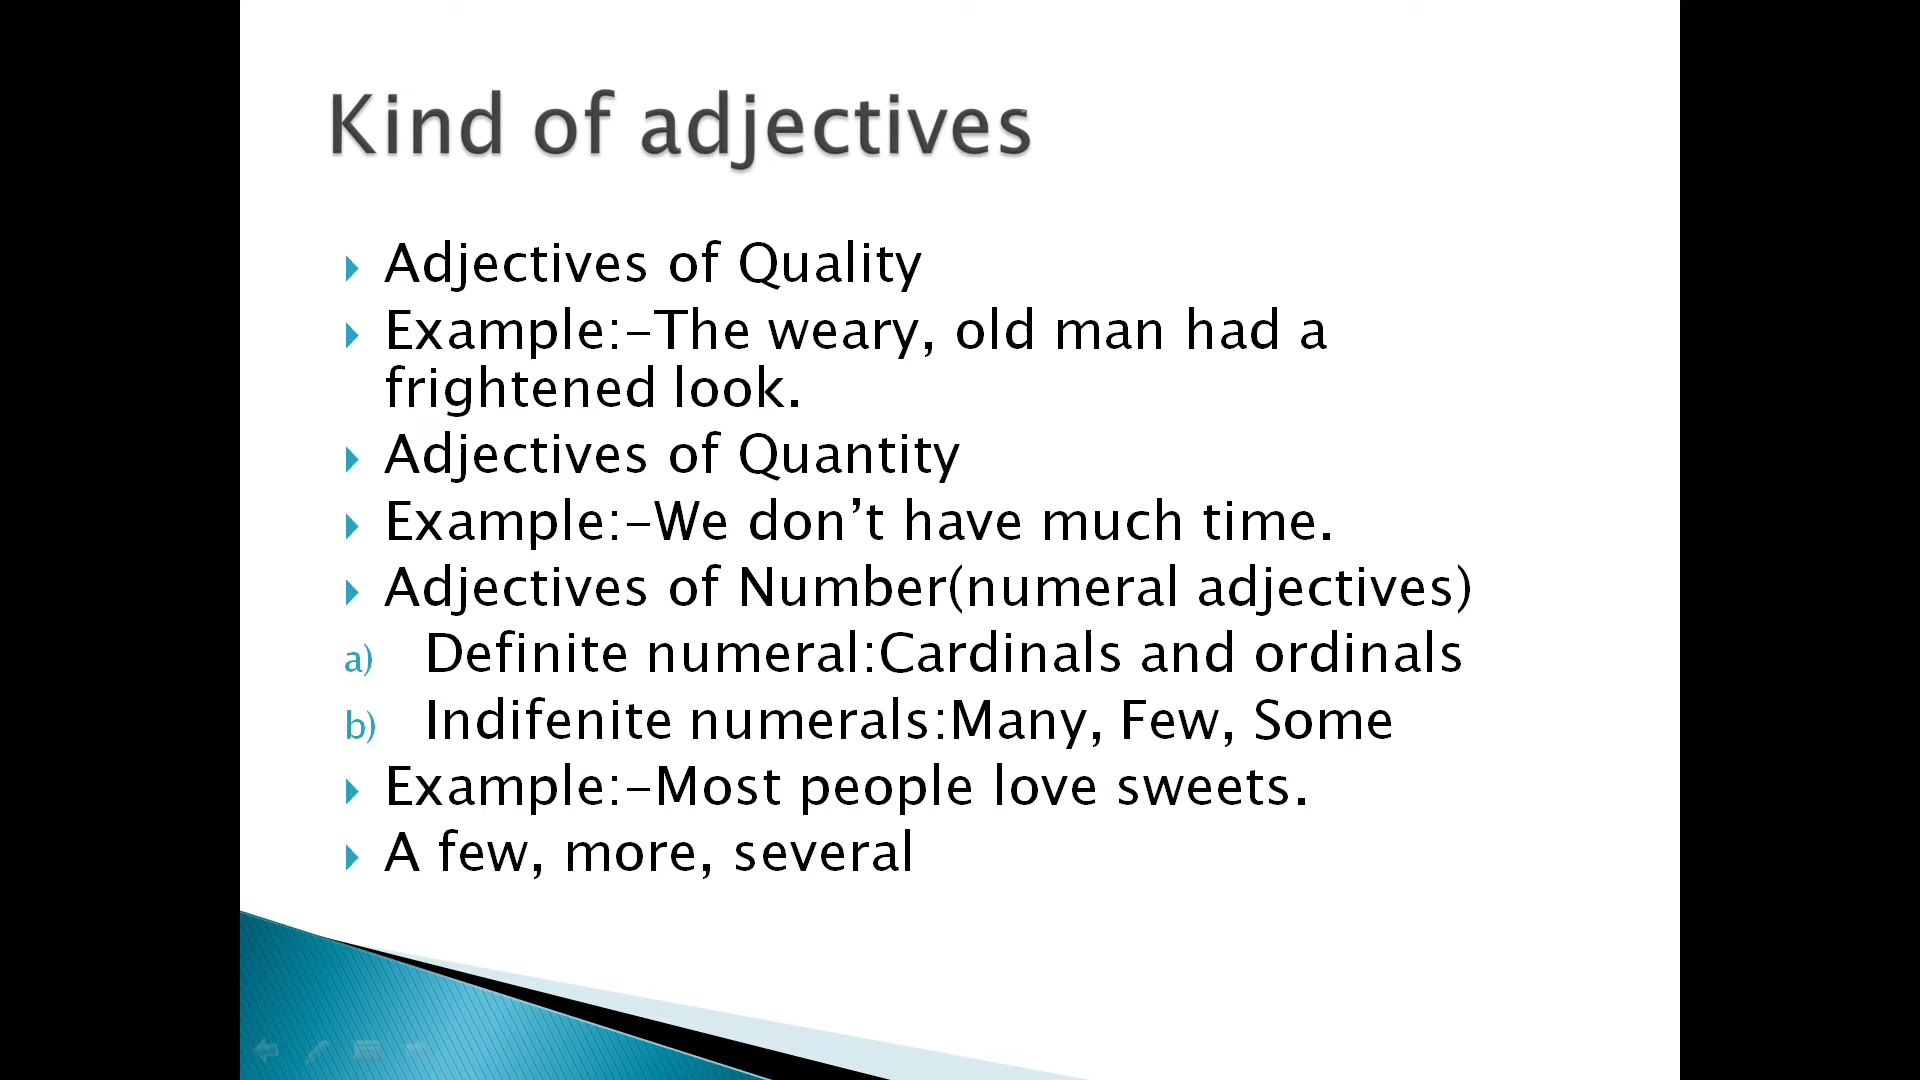 Kind of adjectives
Adjectives of Quality
Example:-The weary, old man had a
frightened look.
Adjectives of Quantity
Example:-We don’t have much time.
Adjectives of Number(numeral adjectives)
a) Definite numeral:Cardinals and ordinals
b) Indifenite numerals:Many, Few, Some
Example:-Most people love sweets.
A few, more, several